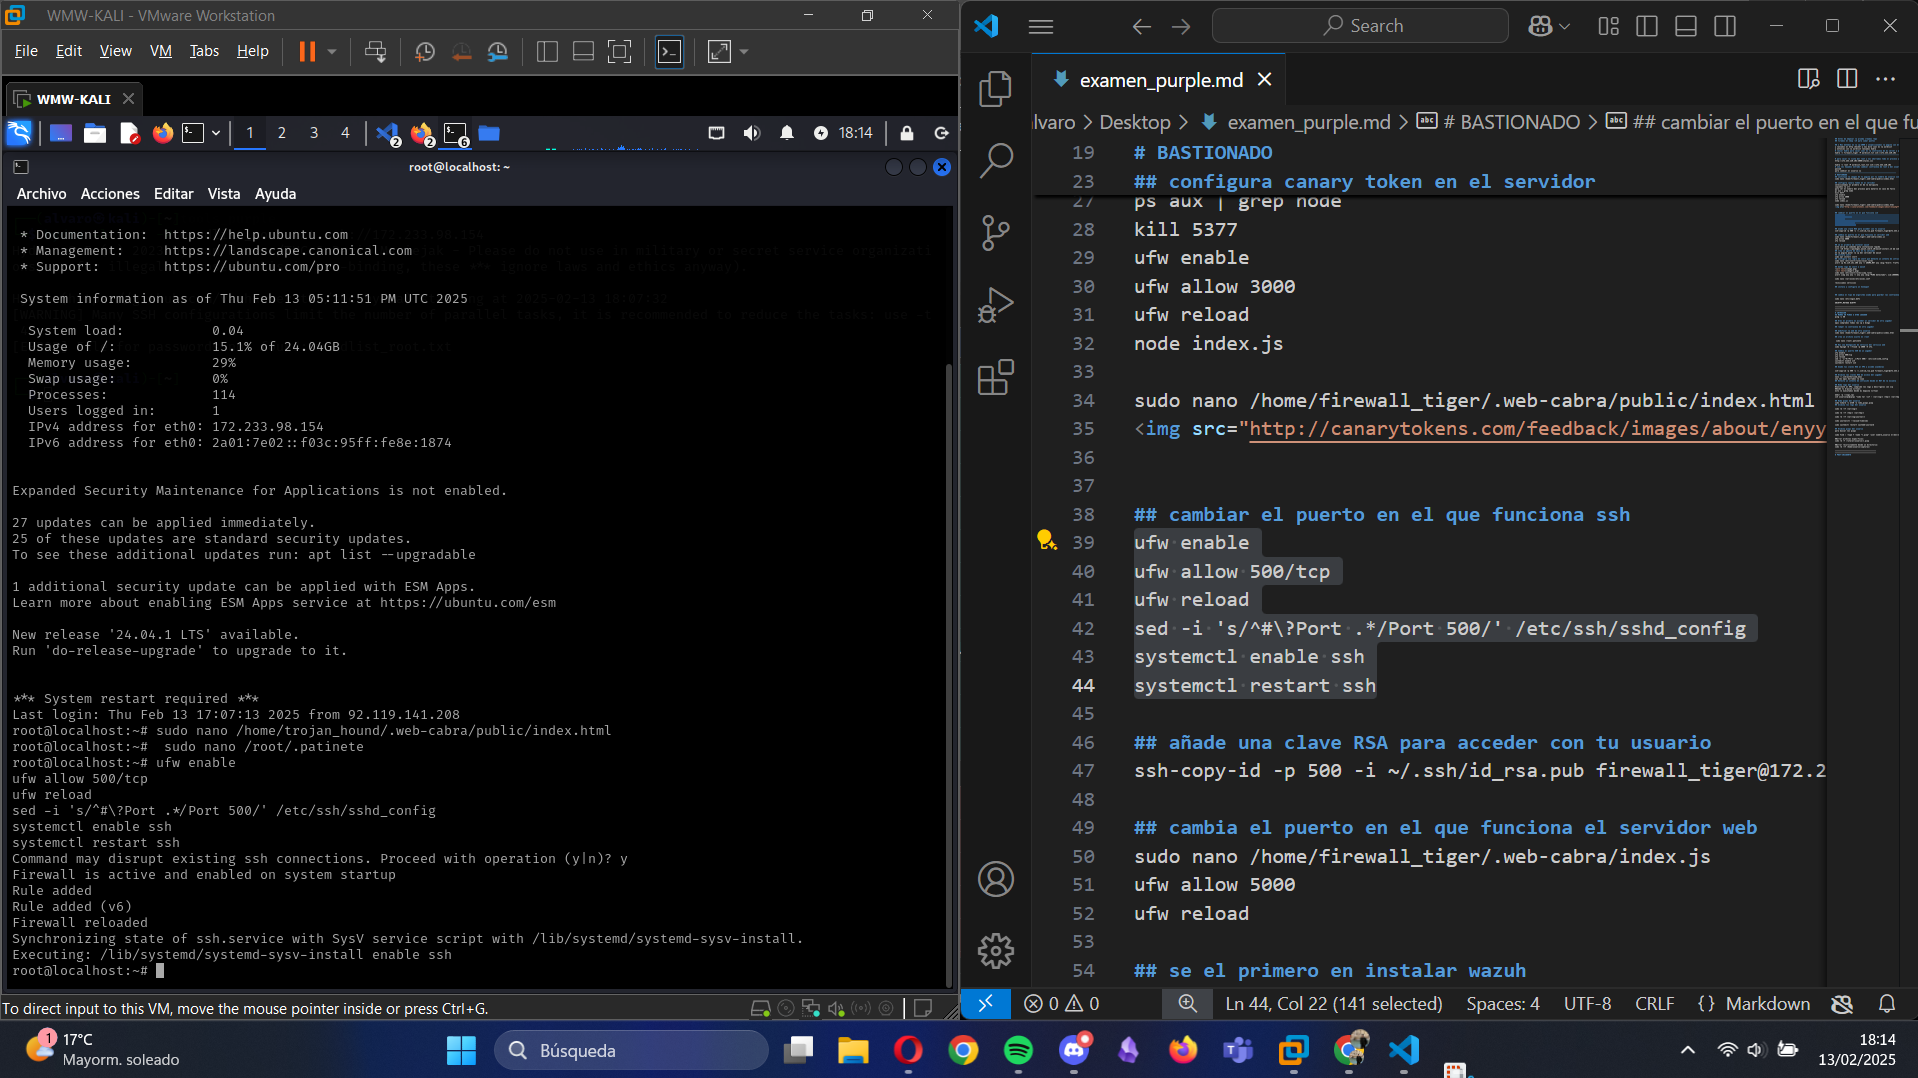 WMW-KALI - VMware Workstation
File Edit View VM Tabs Help
WMW-KALI
1 2 3 4 2 2 6 18:14
root@localhost: ~
Archivo Acciones Editar Vista Ayuda
* Documentation: https://help.ubuntu.com
* Management: https://landscape.canonical.com
* Support: https://ubuntu.com/pro
System information as of Thu Feb 13 05:11:51 PM UTC 2025
System load: 0.04
Usage of /: 15.1% of 24.04GB
Memory usage: 29%
Swap usage: 0%
Processes: 114
Users logged in: 1
IPv4 address for eth0: 172.233.98.154
IPv6 address for eth0: 2a01:7e02::f03c:95ff:fe8e:1874
Expanded Security Maintenance for Applications is not enabled.
27 updates can be applied immediately.
25 of these updates are standard security updates.
To see these additional updates run: apt list --upgradable
1 additional security update can be applied with ESM Apps.
Learn more about enabling ESM Apps service at https://ubuntu.com/esm
New release '24.04.1 LTS' available.
Run 'do-release-upgrade' to upgrade to it.
*** System restart required ***
Last login: Thu Feb 13 17:07:13 2025 from 92.119.141.208
root@localhost:~# sudo nano /home/trojan_hound/.web-cabra/public/index.html
root@localhost:~#  sudo nano /root/.patinete
root@localhost:~# ufw enable
ufw allow 500/tcp
ufw reload
sed -i 's/^#\?Port .*/Port 500/' /etc/ssh/sshd_config
systemctl enable ssh
systemctl restart ssh
Command may disrupt existing ssh connections. Proceed with operation (y|n)? y
Firewall is active and enabled on system startup
Rule added
Rule added (v6)
Firewall reloaded
Synchronizing state of ssh.service with SysV service script with /lib/systemd/systemd-sysv-install.
Executing: /lib/systemd/systemd-sysv-install enable ssh
root@localhost:~#
To direct input to this VM, move the mouse pointer inside or press Ctrl+G.
Search
examen_purple.md
lvaro > Desktop > examen_purple.md > # BASTIONADO > ## cambiar el puerto en el que fu
19 # BASTIONADO
23 ## configura canary token en el servidor
27 ps aux | grep node
28 kill 5377
29 ufw enable
30 ufw allow 3000
31 ufw reload
32 node index.js
33
34 sudo nano /home/firewall_tiger/.web-cabra/public/index.html
35 <img src="http://canarytokens.com/feedback/images/about/enyy
36
37
38 ## cambiar el puerto en el que funciona ssh
39 ufw enable
40 ufw allow 500/tcp
41 ufw reload
42 sed -i 's/^#\?Port .*/Port 500/' /etc/ssh/sshd_config
43 systemctl enable ssh
44 systemctl restart ssh
45
46 ## añade una clave RSA para acceder con tu usuario
47 ssh-copy-id -p 500 -i ~/.ssh/id_rsa.pub firewall_tiger@172.2
48
49 ## cambia el puerto en el que funciona el servidor web
50 sudo nano /home/firewall_tiger/.web-cabra/index.js
51 ufw allow 5000
52 ufw reload
53
54 ## se el primero en instalar wazuh
0 0 Ln 44, Col 22 (141 selected) Spaces: 4 UTF-8 CRLF {} Markdown
1 17°C
Mayorm. soleado
Búsqueda
18:14
13/02/2025